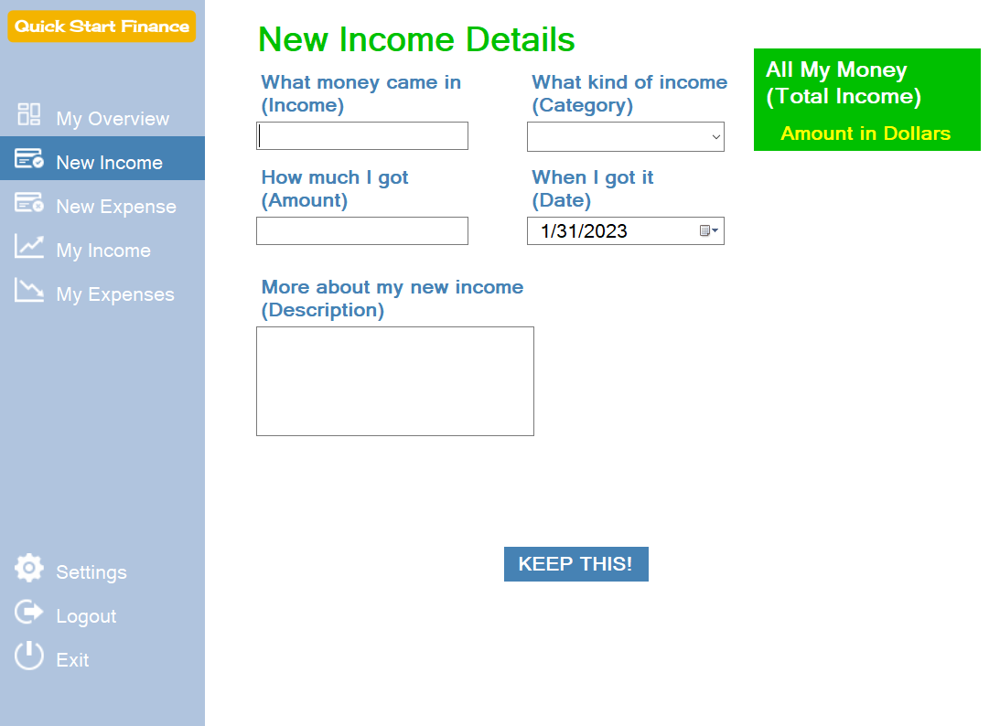 Quick Start Finance
My Overview
New Income
New Expense
My Income
My Expenses
Settings
Logout
Exit
New Income Details
What money came in
(Income)
What kind of income
(Category)
How much I got
(Amount)
When I got it
(Date)
1/31/2023
More about my new income
(Description)
KEEP THIS!
All My Money
(Total Income)
Amount in Dollars